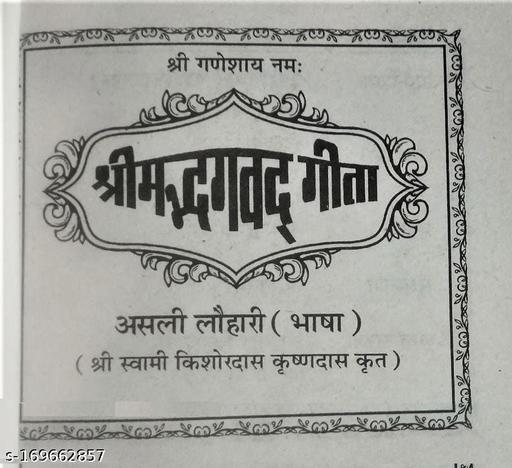 श्री गणेशाय नमः
श्रीमद्भगवद् गीता
असली लौहारी ( भाषा )
( श्री स्वामी किशोरदास कृष्णदास कृत )
s-169662857